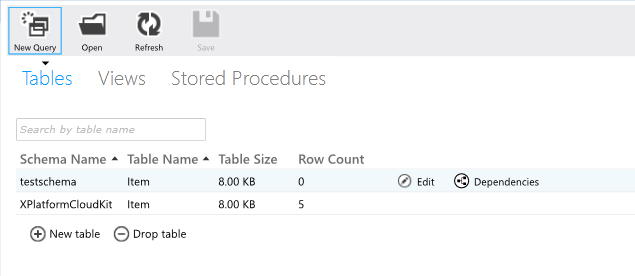 New Query Open Refresh Save
Tables Views Stored Procedures
Search by table name
Schema Name Table Name Table Size Row Count
testschema Item 8.00 KB 0 Edit Dependencies
XPlatformCloudKit Item 8.00 KB 5
New table Drop table